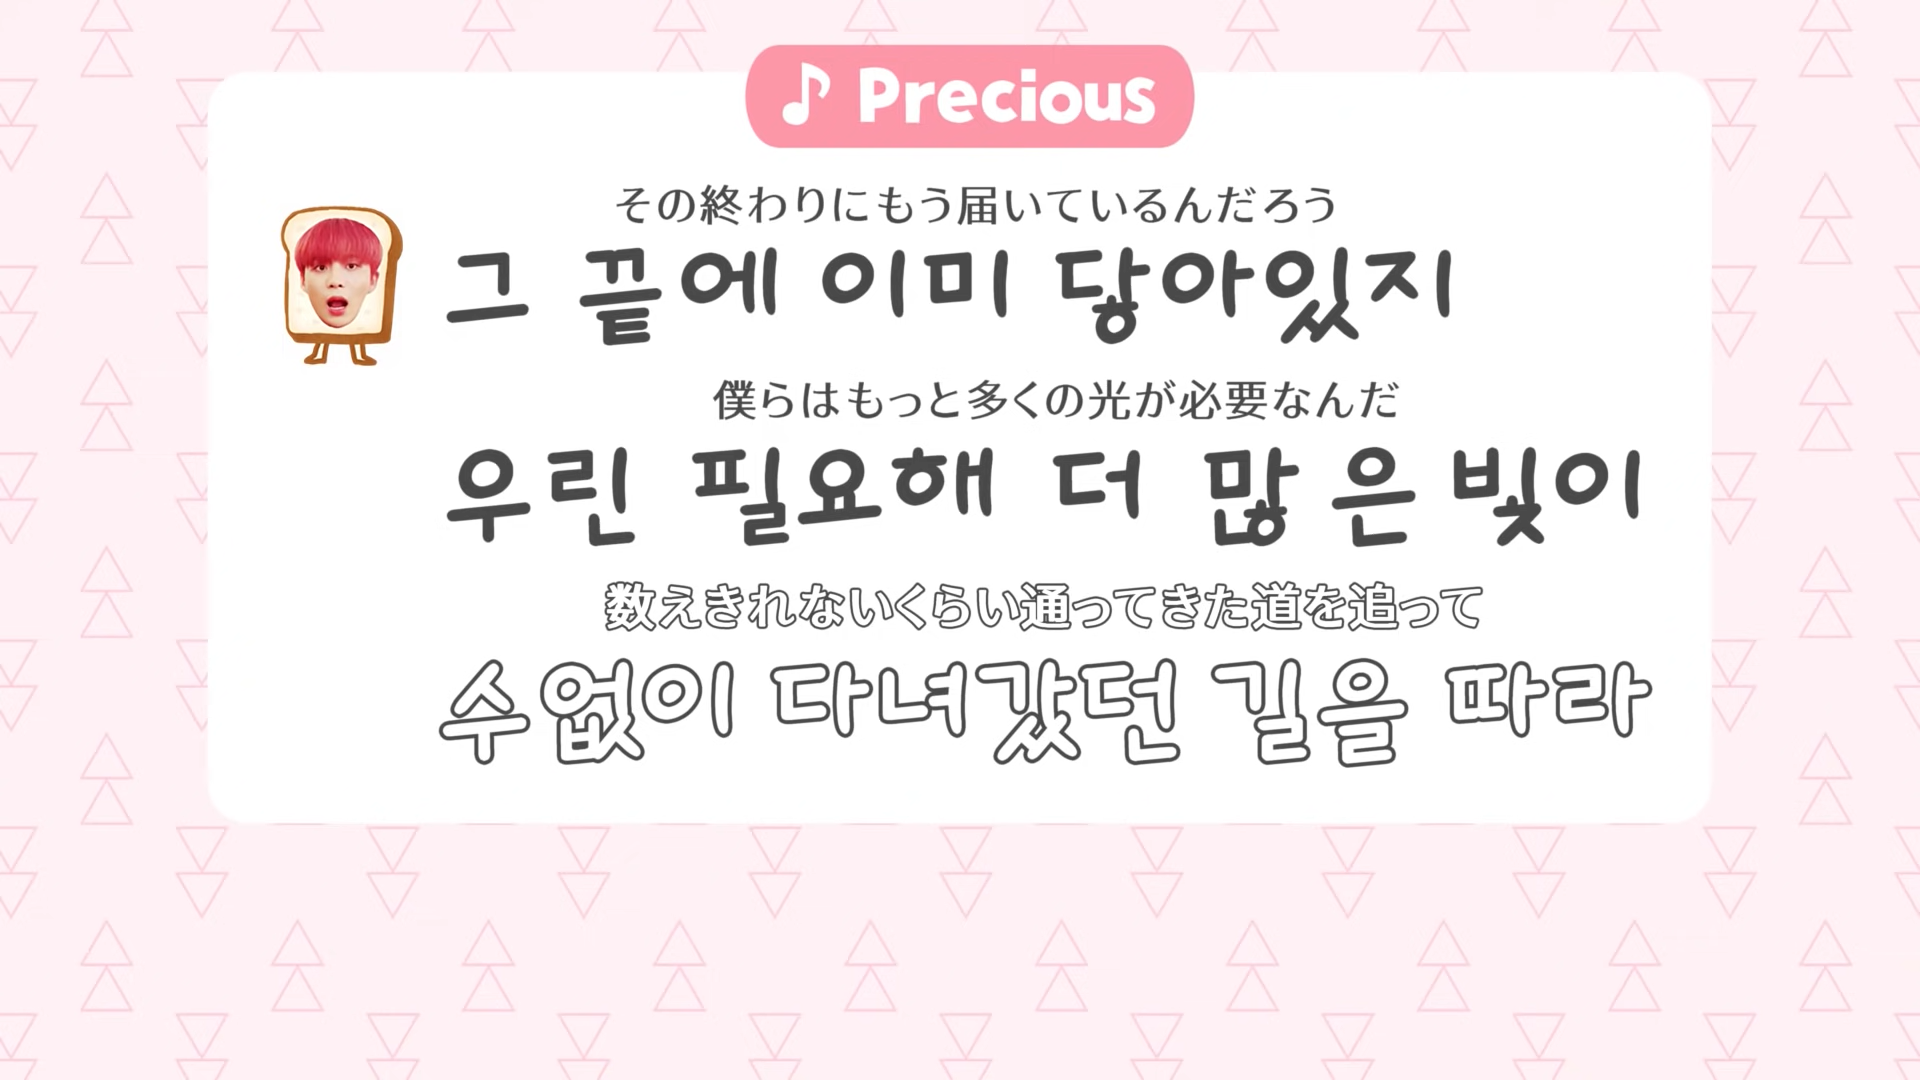 ♪ Precious
その終わりにもう届いているんだろう
그 끝에 이미 닿아있지
僕らはもっと多くの光が必要なんだ
우린 필요해 더 많은 빛이
数えきれないくらい通ってきた道を追って
수없이 다녀갔던 길을 따라